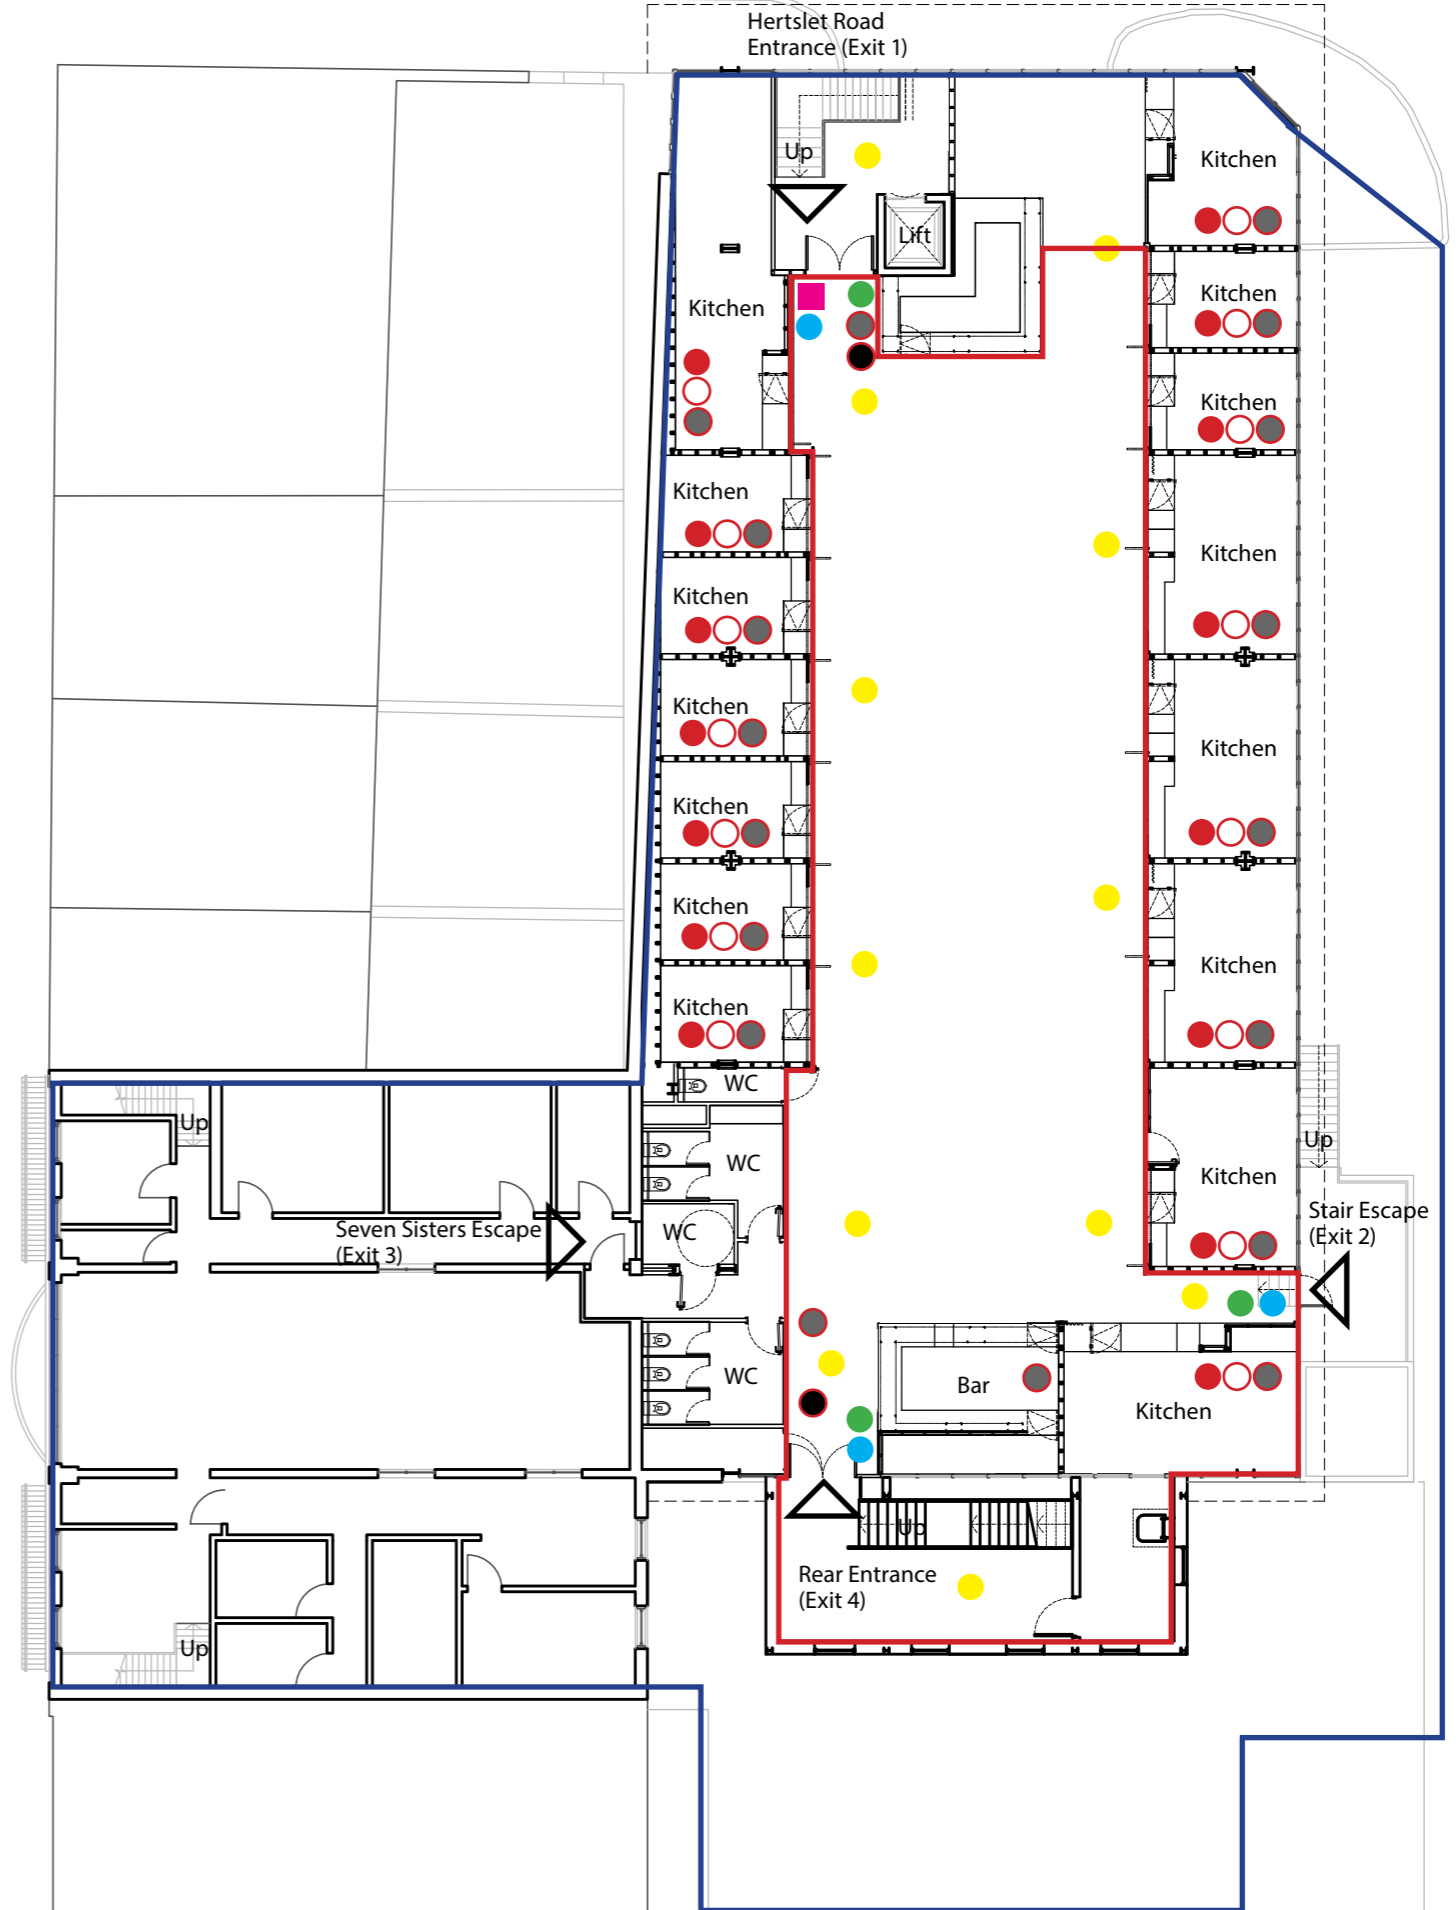 Hertslet Road
Entrance (Exit 1)
Up
Kitchen
Lift
Kitchen
Kitchen
Kitchen
Kitchen
Kitchen
Kitchen
Kitchen
Kitchen
Kitchen
Kitchen
Kitchen
Kitchen
Kitchen
WC
Up
Up
WC
Kitchen
Seven Sisters Escape
(Exit 3)
WC
Stair Escape
(Exit 2)
WC
Bar
Kitchen
Up
Rear Entrance
(Exit 4)
Up